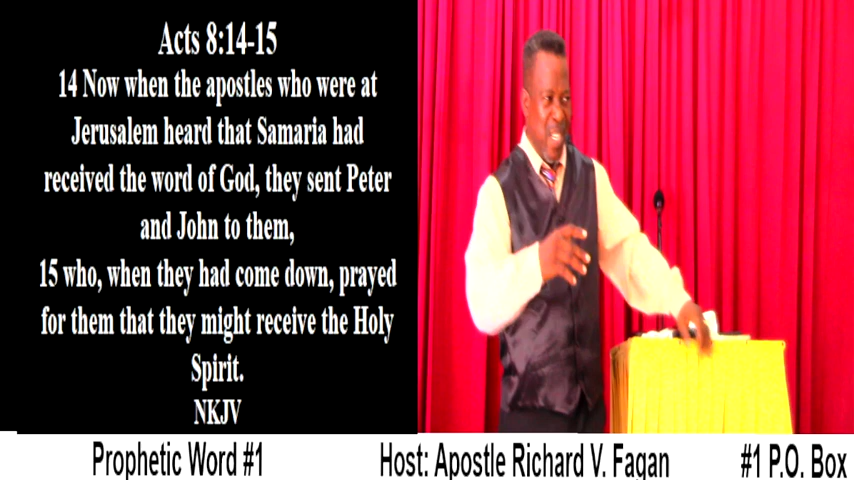 Acts 8:14-15
14 Now when the apostles who were at
Jerusalem heard that Samaria had
received the word of God, they sent Peter
and John to them,
15 who, when they had come down, prayed
for them that they might receive the Holy
Spirit.
NKJV
Prophetic Word #1 Host: Apostle Richard V. Fagan #1 P.O. Box